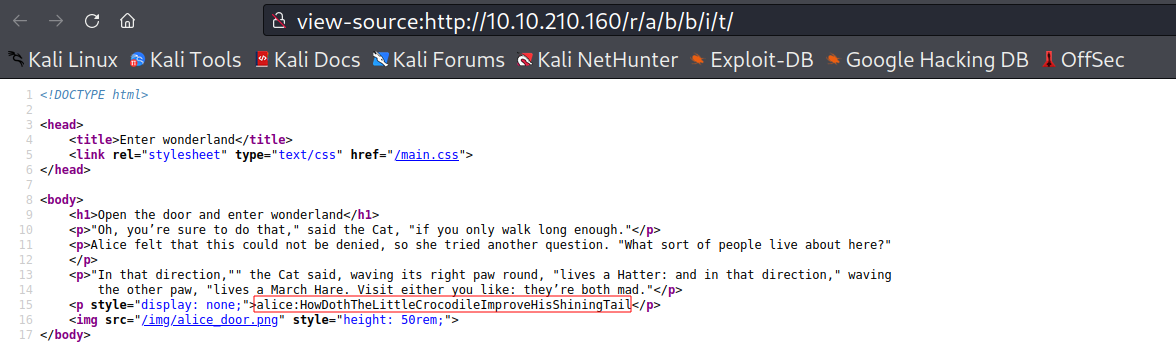 view-source:http://10.10.210.160/r/a/b/b/i/t/
Kali Linux Kali Tools Kali Docs Kali Forums Kali NetHunter Exploit-DB Google Hacking DB OffSec
1 <!DOCTYPE html>
2
3 <head>
4 <title>Enter wonderland</title>
5 <link rel="stylesheet" type="text/css" href="/main.css">
6 </head>
7
8 <body>
9 <h1>Open the door and enter wonderland</h1>
10 <p>"Oh, you’re sure to do that," said the Cat, "if you only walk long enough."</p>
11 <p>Alice felt that this could not be denied, so she tried another question. "What sort of people live about here?"
12 </p>
13 <p>"In that direction,"" the Cat said, waving its right paw round, "lives a Hatter: and in that direction," waving
14 the other paw, "lives a March Hare. Visit either you like: they’re both mad."</p>
15 <p style="display: none;">alice:HowDothTheLittleCrocodileImproveHisShiningTail</p>
16 <img src="/img/alice_door.png" style="height: 50rem;">
17 </body>